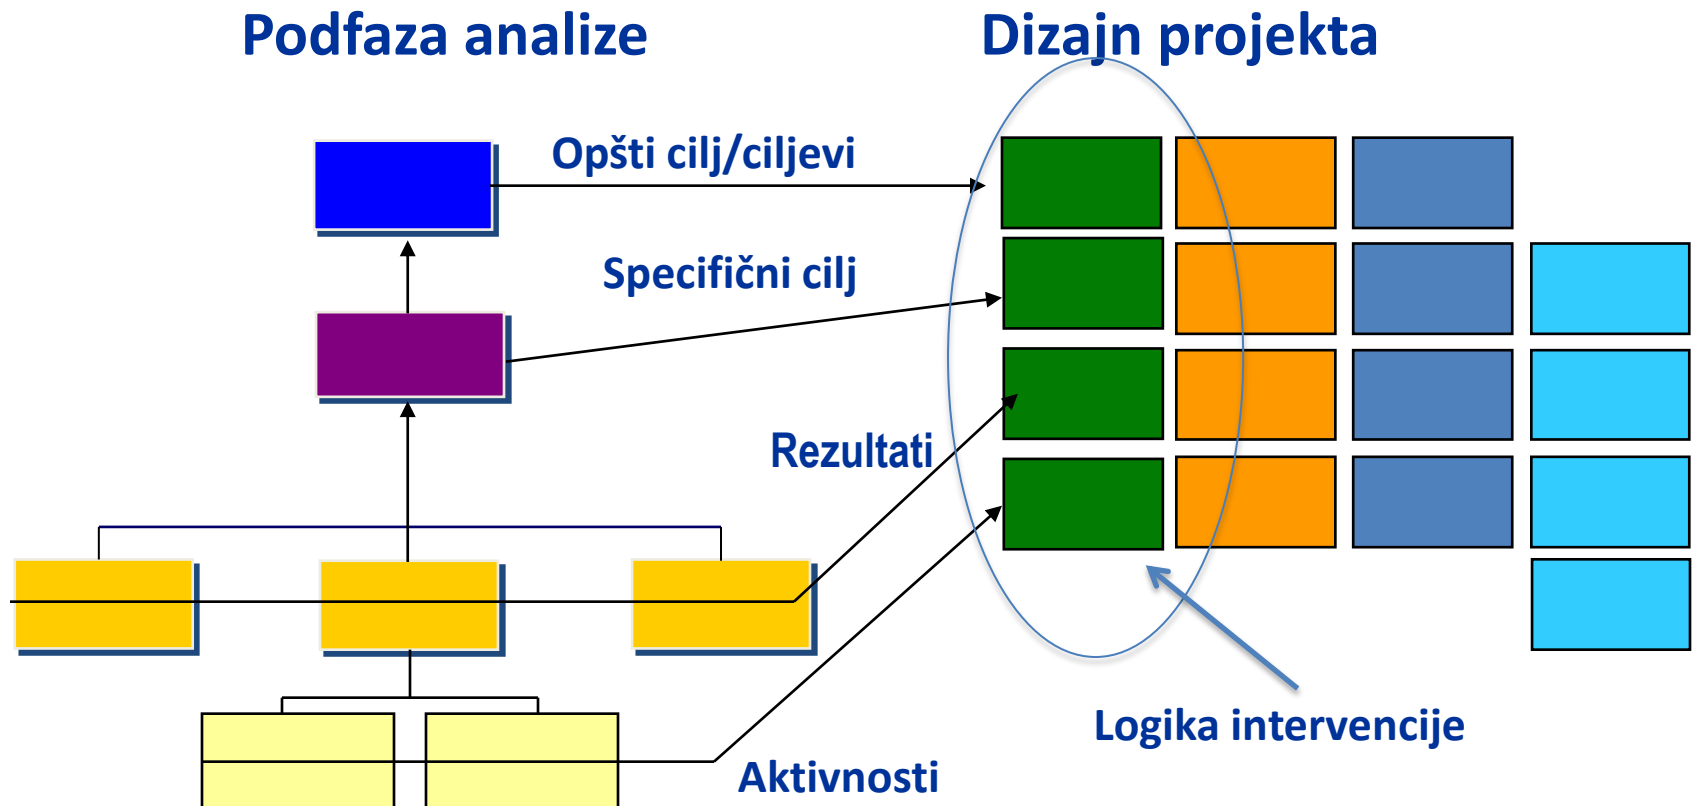 Podfaza analize
Dizajn projekta
Opšti cilj/ciljevi
Specifični cilj
Rezultati
Logika intervencije
Aktivnosti